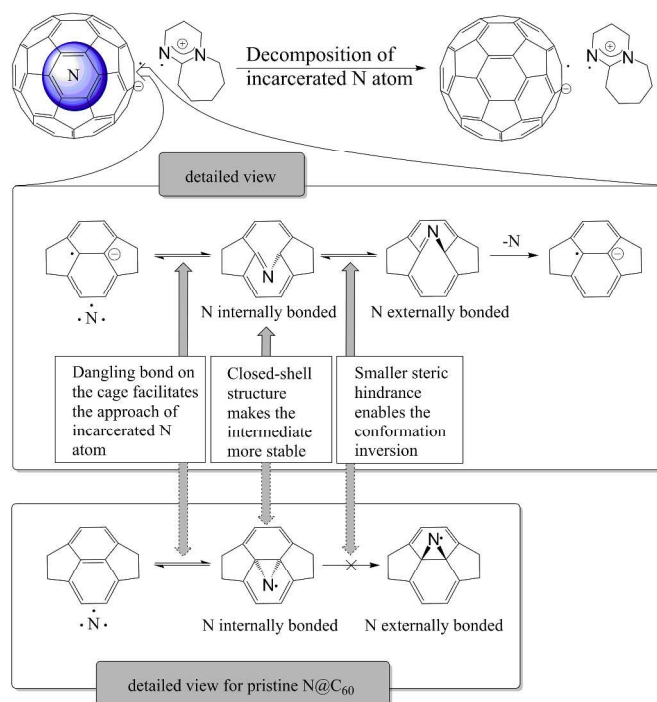 N
N
⊕
N
Decomposition of
incarcerated N atom
⊖
N
⊕
N
⊖
detailed view
⊖
N
N
N
-N
⊖
N internally bonded
N externally bonded
Dangling bond on
the cage facilitates
the approach of
incarcerated N
atom
Closed-shell
structure
makes the
intermediate
more stable
Smaller steric
hindrance
enables the
conformation
inversion
·N·
N·
N·
N internally bonded
N externally bonded
detailed view for pristine N@C₆₀